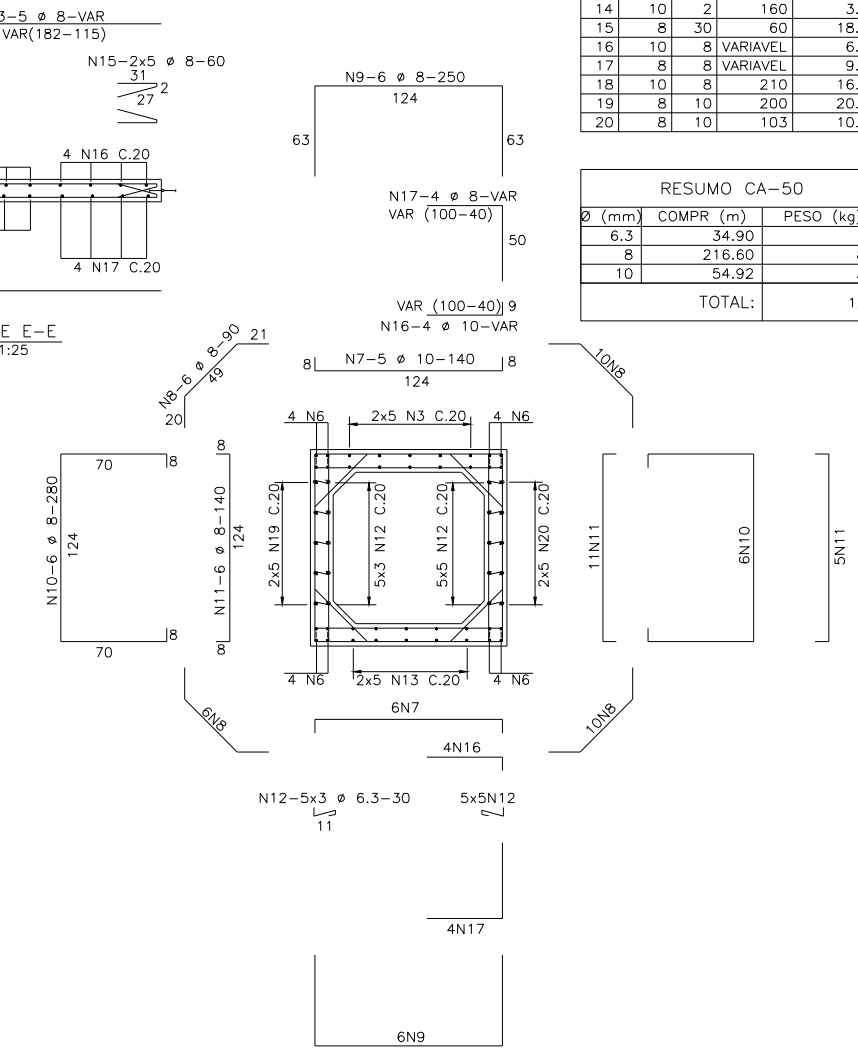 3-5 ø 8-VAR
VAR(182-115)
N15-2x5 ø 8-60
31
2
27
4 N16 C.20
4 N17 C.20
E E-E
1:25
N9-6 ø 8-250
124
63
63
N17-4 ø 8-VAR
VAR (100-40)
50
VAR (100-40)
9
N16-4 ø 10-VAR
8
N7-5 ø 10-140
8
124
14 10 2 160 3.
15 8 30 60 18.
16 10 8 VARIAVEL 6.
17 8 8 VARIAVEL 9.
18 10 8 210 16.
19 8 10 200 20.
20 8 10 103 10.
RESUMO CA-50
Ø (mm) COMPR (m) PESO (kg)
6.3 34.90
8 216.60
10 54.92
TOTAL: 1
N8-6 ø 8-90
21
49
20
10N8
4 N6
2x5 N3 C.20
4 N6
70
8
N10-6 ø 8-280
124
8
70
8
N11-6 ø 8-140
124
8
2x5 N19 C.20
5x3 N12 C.20
5x5 N12 C.20
2x5 N20 C.20
11N11
6N10
5N11
4 N6
2x5 N13 C.20
4 N6
6N8
6N7
10N8
4N16
N12-5x3 ø 6.3-30
5x5N12
11
4N17
6N9